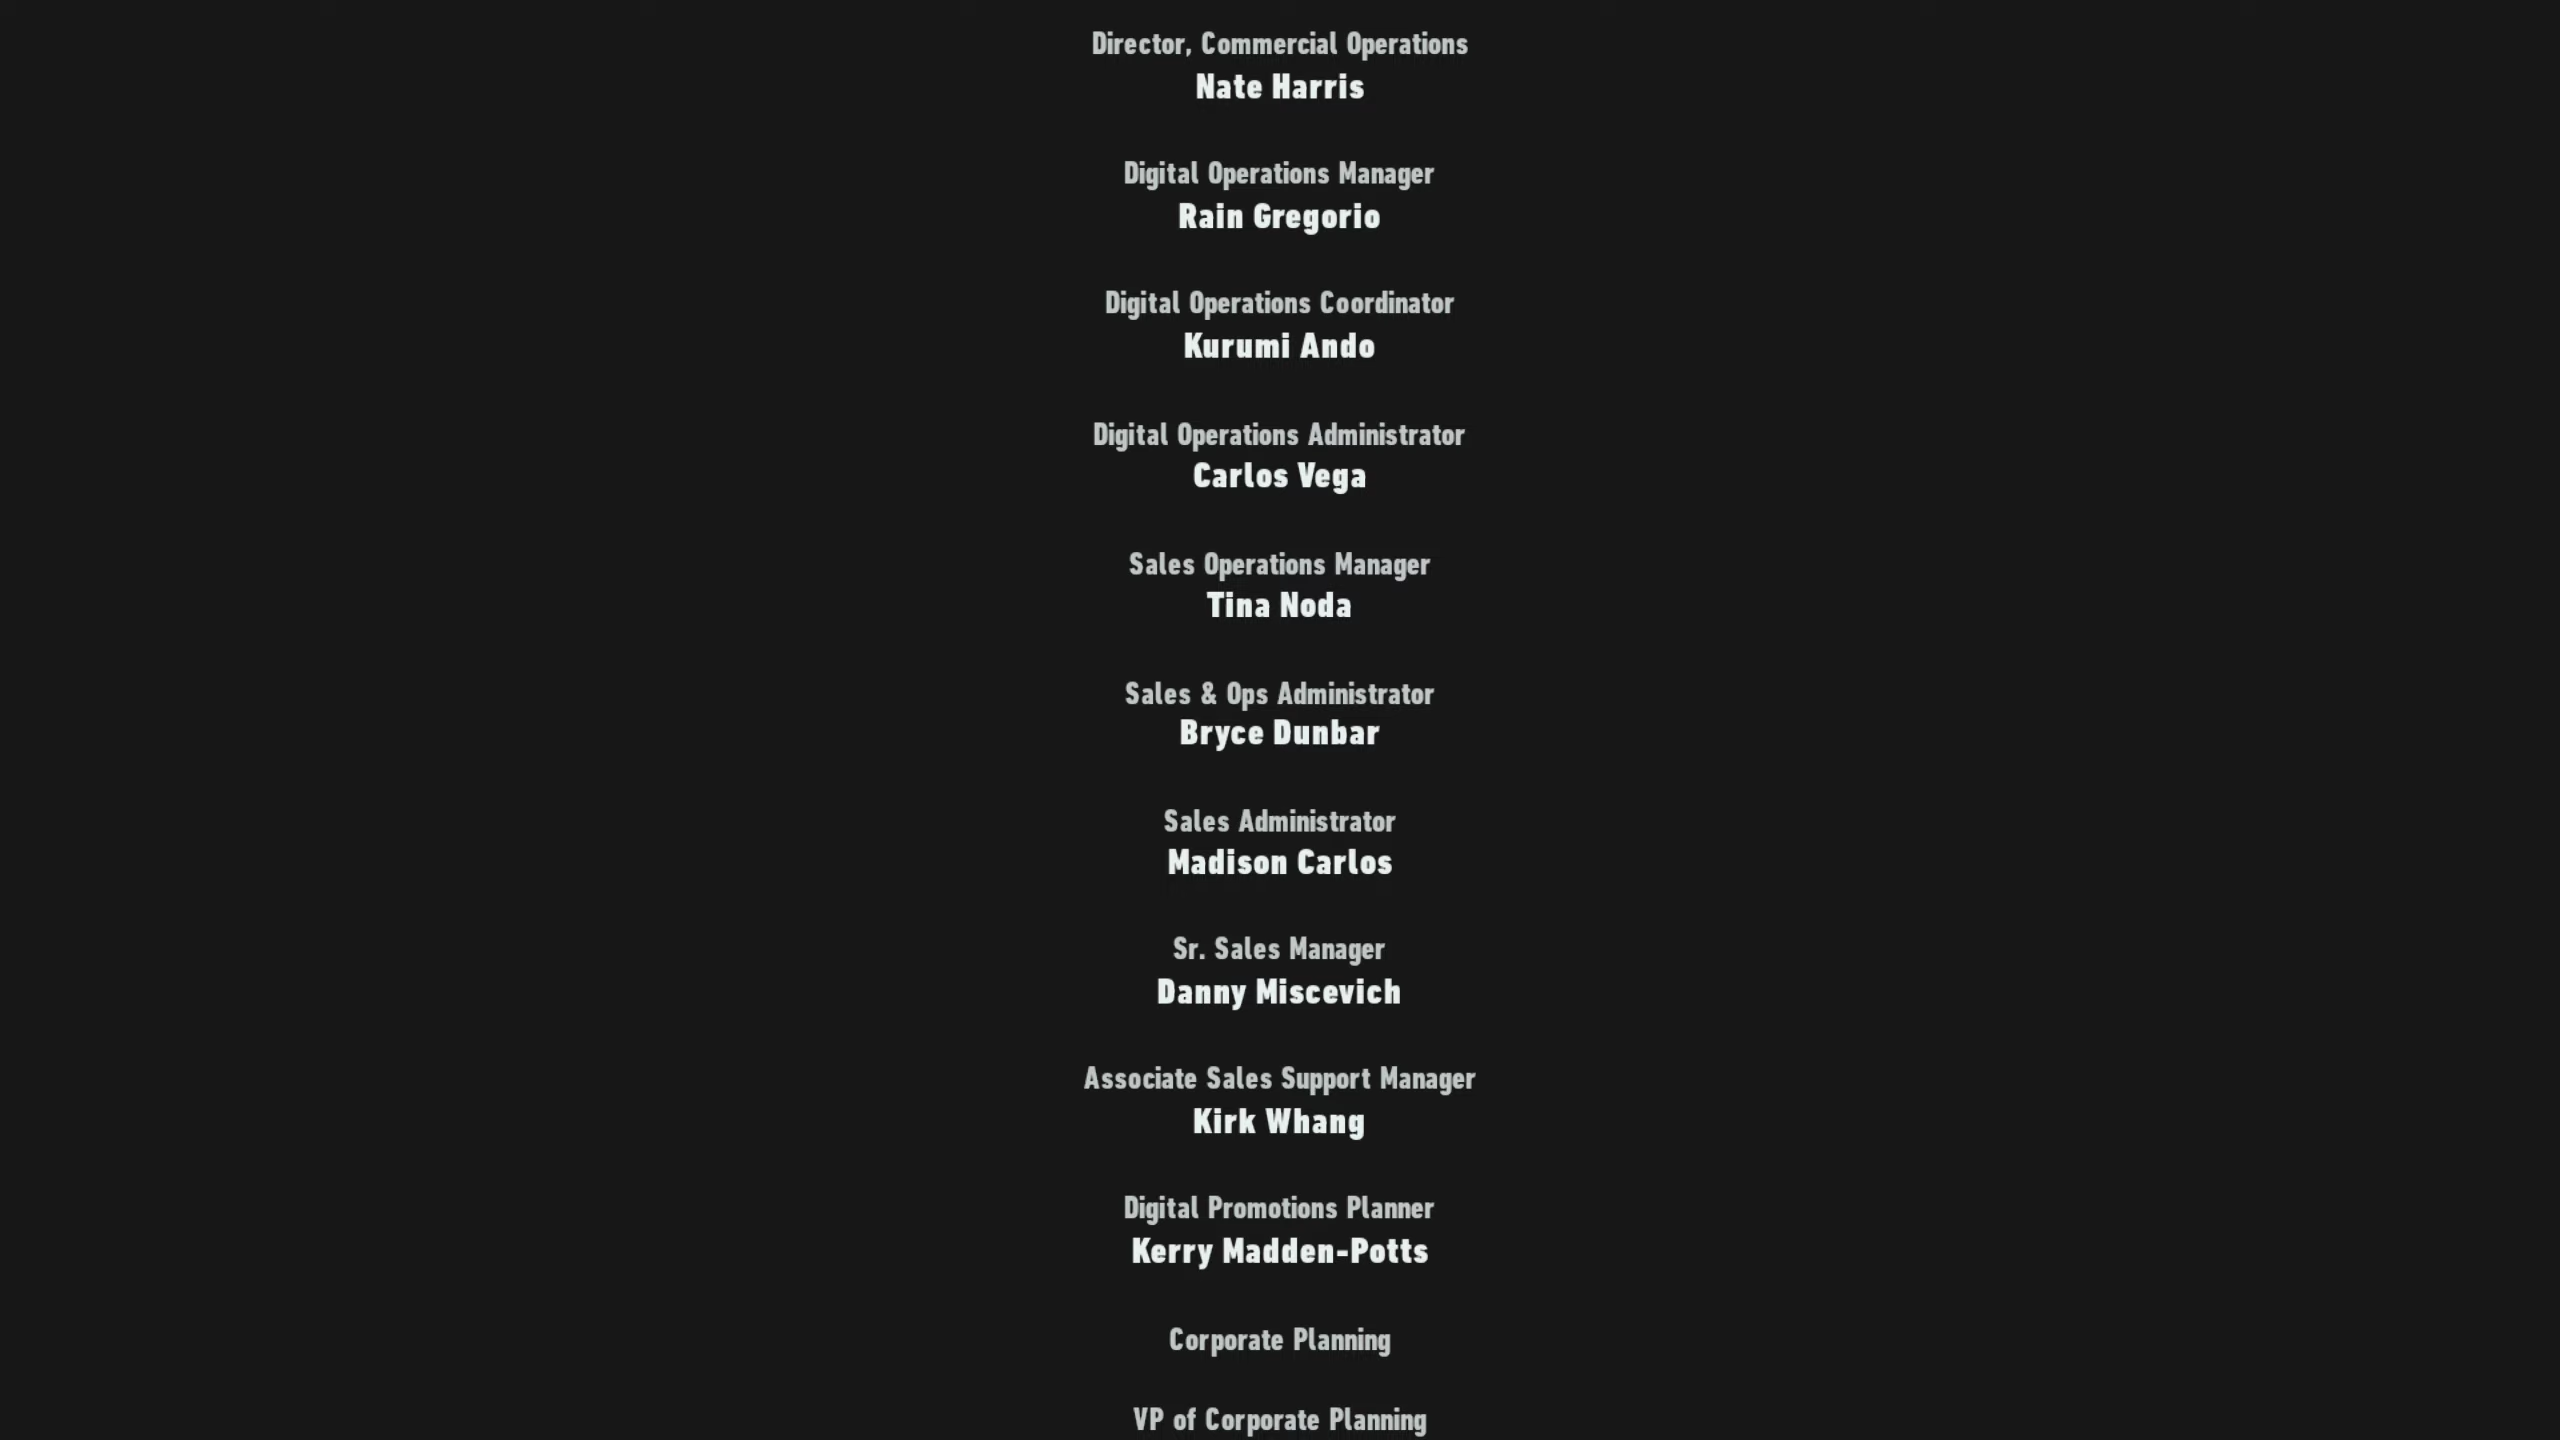 Director, Commercial Operations
Nate Harris
Digital Operations Manager
Rain Gregorio
Digital Operations Coordinator
Kurumi Ando
Digital Operations Administrator
Carlos Vega
Sales Operations Manager
Tina Noda
Sales & Ops Administrator
Bryce Dunbar
Sales Administrator
Madison Carlos
Sr. Sales Manager
Danny Miscevich
Associate Sales Support Manager
Kirk Whang
Digital Promotions Planner
Kerry Madden-Potts
Corporate Planning
VP of Corporate Planning